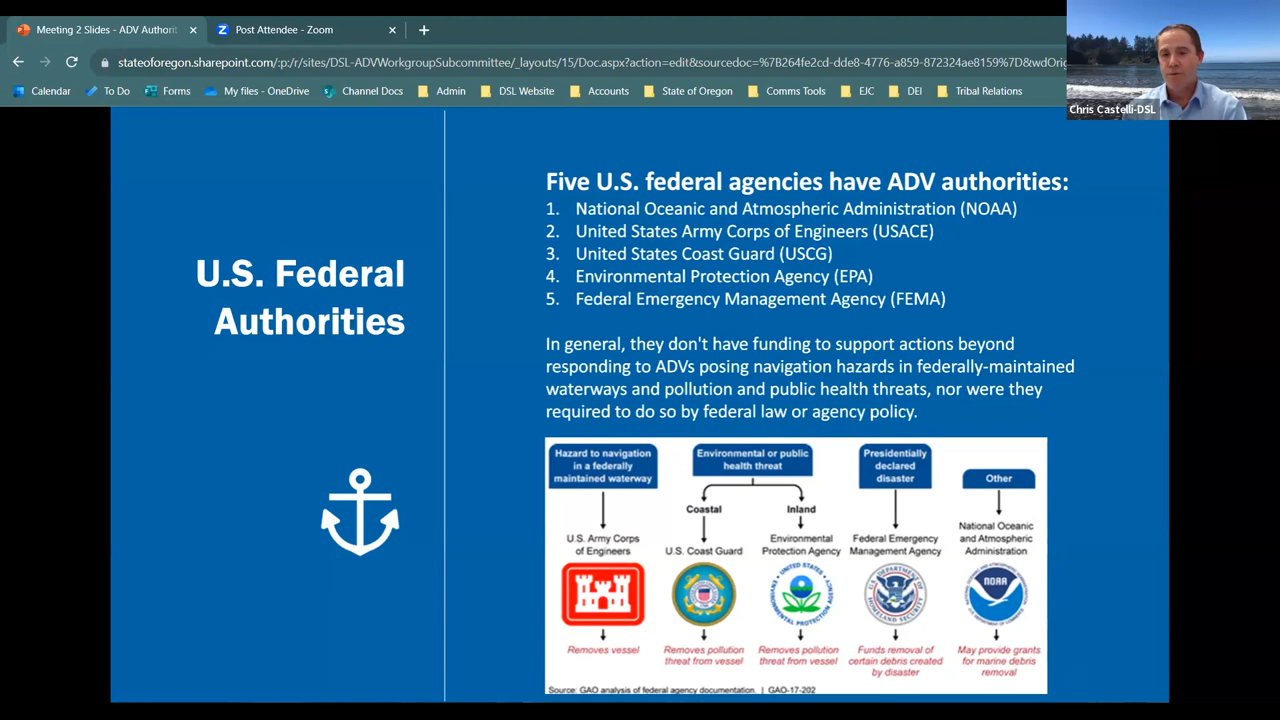 Meeting 2 Slides - ADV Authorit
Post Attendee - Zoom
stateoforegon.sharepoint.com/:p:/r/sites/DSL-ADVWorkgroupSubcommittee/_layouts/15/Doc.aspx?action=edit&sourcedoc=%7B264fe2cd-dde8-4776-a859-872324ae8159%7D&wdOrig
Calendar To Do Forms My files - OneDrive Channel Docs Admin DSL Website Accounts State of Oregon Comms Tools EJC DEI Tribal Relations
Chris Castelli-DSL
U.S. Federal
Authorities
Five U.S. federal agencies have ADV authorities:
1. National Oceanic and Atmospheric Administration (NOAA)
2. United States Army Corps of Engineers (USACE)
3. United States Coast Guard (USCG)
4. Environmental Protection Agency (EPA)
5. Federal Emergency Management Agency (FEMA)
In general, they don't have funding to support actions beyond
responding to ADVs posing navigation hazards in federally-maintained
waterways and pollution and public health threats, nor were they
required to do so by federal law or agency policy.
Hazard to navigation
in a federally
maintained waterway
Environmental or public
health threat
Presidentially
declared
disaster
Other
Coastal
Inland
U.S. Army Corps
of Engineers
U.S. Coast Guard
Environmental
Protection Agency
Federal Emergency
Management Agency
National Oceanic
and Atmospheric
Administration
NOAA
Removes vessel
Removes pollution
threat from vessel
Removes pollution
threat from vessel
Funds removal of
certain debris created
by disaster
May provide grants
for marine debris
removal
Source: GAO analysis of federal agency documentation. | GAO-17-202